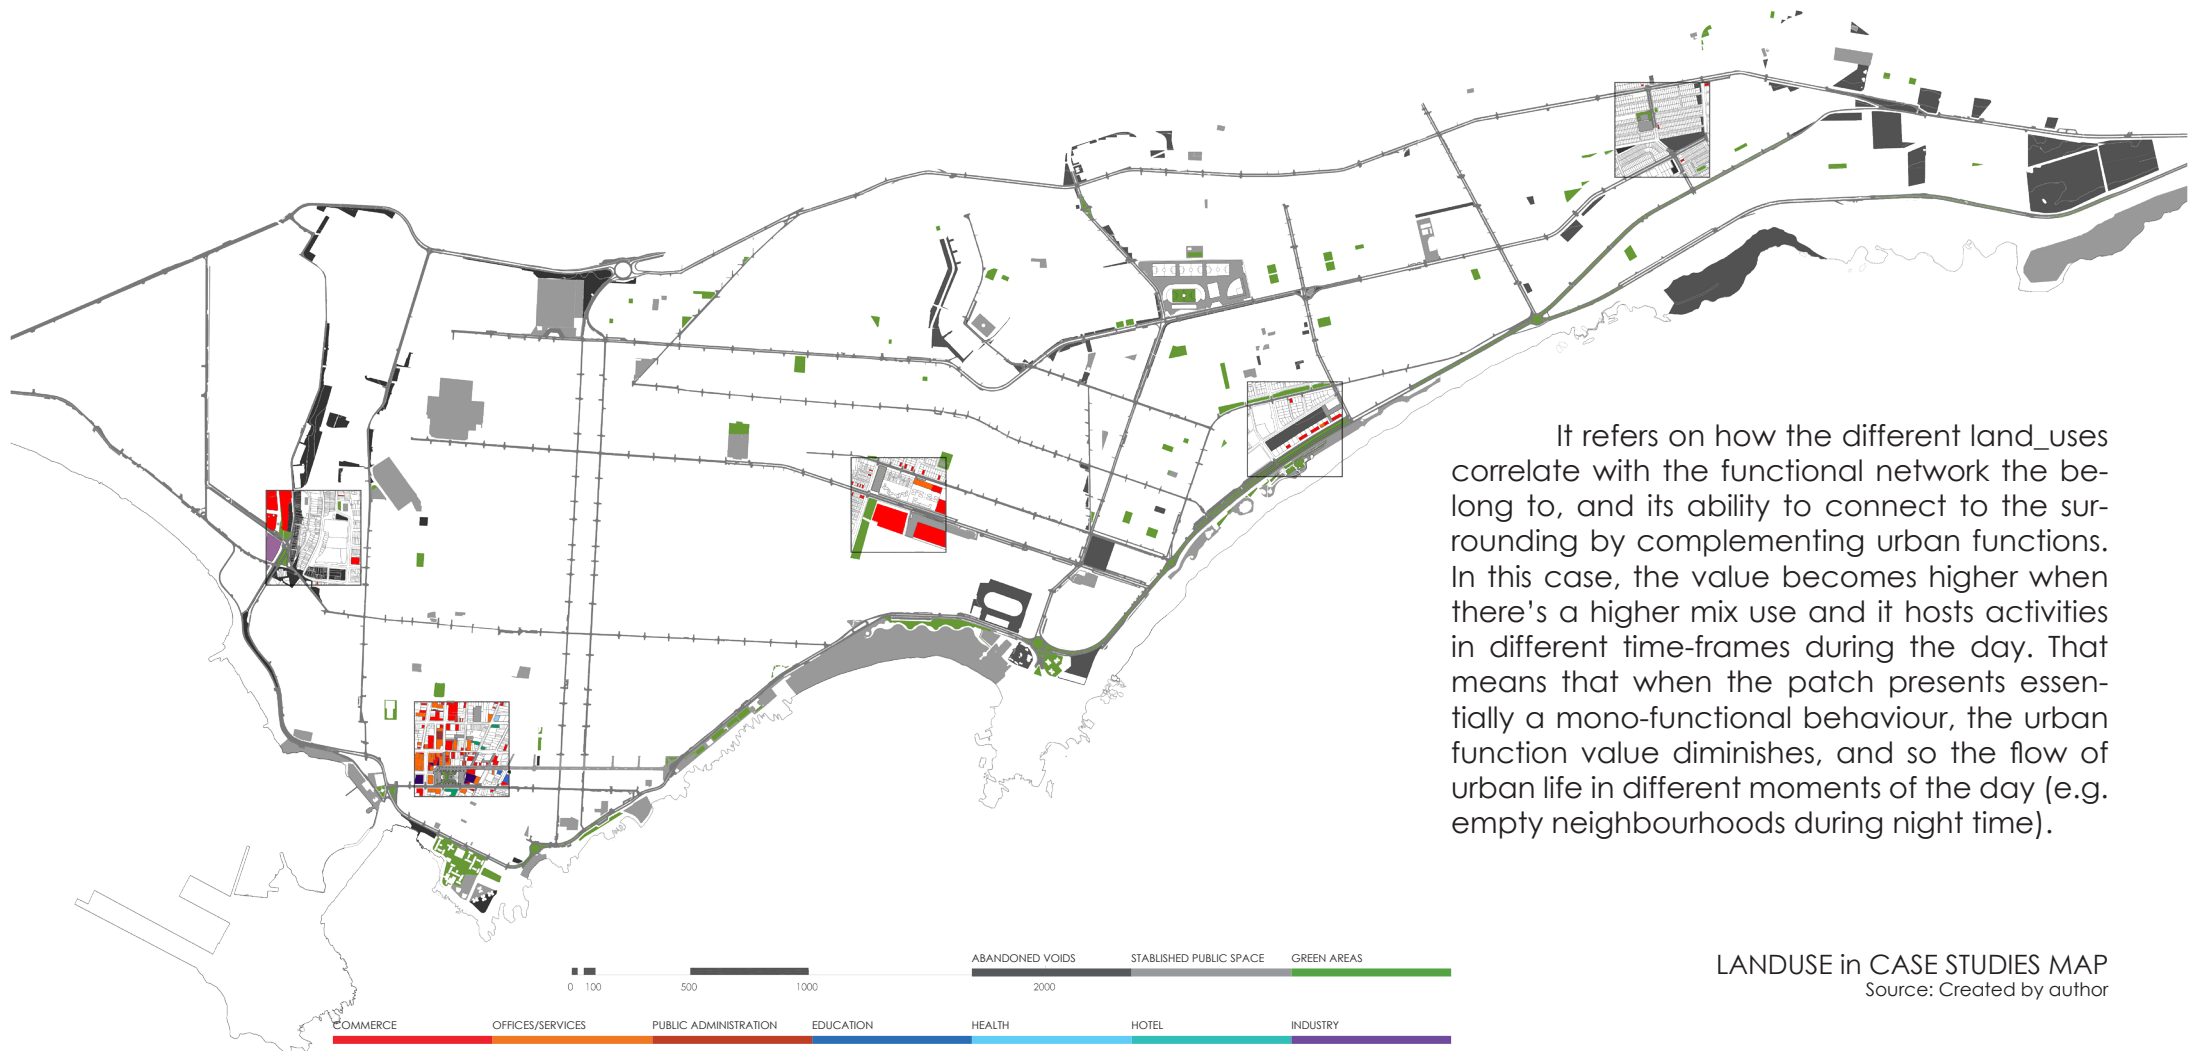 It refers on how the different land_uses
correlate with the functional network the be-
long to, and its ability to connect to the sur-
rounding by complementing urban functions.
In this case, the value becomes higher when
there's a higher mix use and it hosts activities
in different time-frames during the day. That
means that when the patch presents essen-
tially a mono-functional behaviour, the urban
function value diminishes, and so the flow of
urban life in different moments of the day (e.g.
empty neighbourhoods during night time).
LANDUSE in CASE STUDIES MAP
Source: Created by author
ABANDONED VOIDS STABLISHED PUBLIC SPACE GREEN AREAS
0 100 500 1000 2000
COMMERCE OFFICES/SERVICES PUBLIC ADMINISTRATION EDUCATION HEALTH HOTEL INDUSTRY